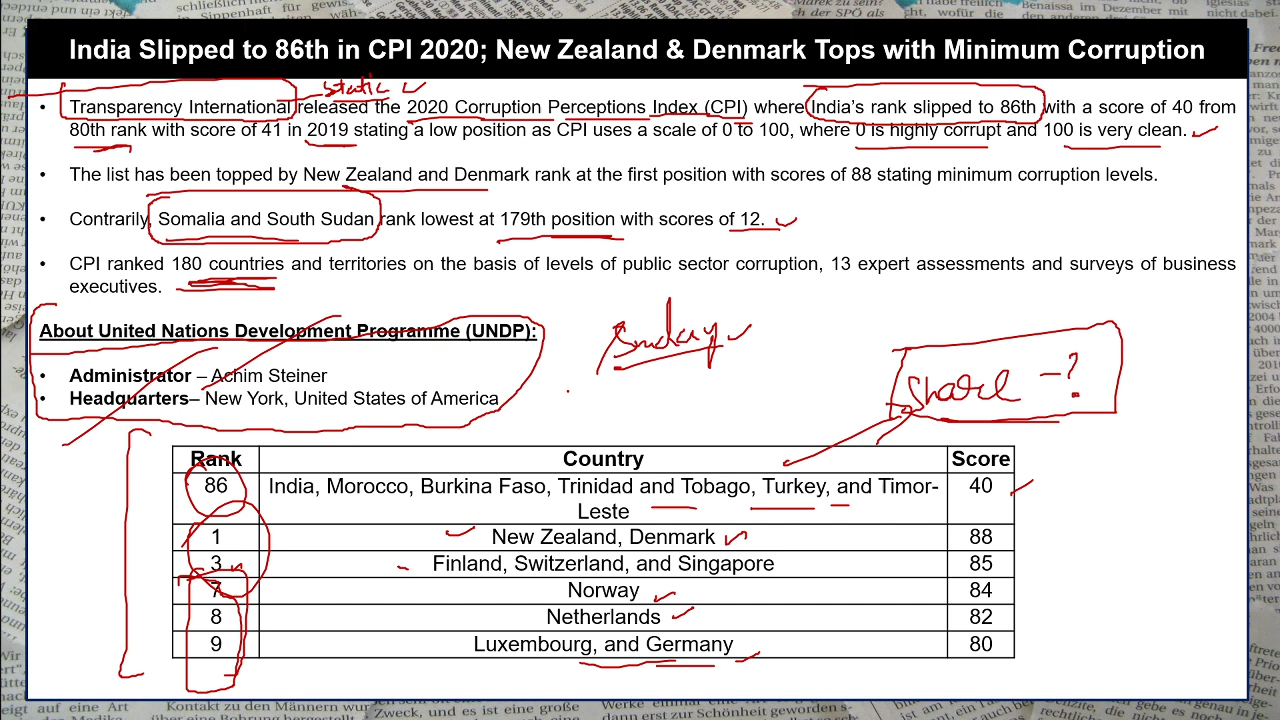 India Slipped to 86th in CPI 2020; New Zealand & Denmark Tops with Minimum Corruption
static
• Transparency International released the 2020 Corruption Perceptions Index (CPI) where India's rank slipped to 86th with a score of 40 from
80th rank with score of 41 in 2019 stating a low position as CPI uses a scale of 0 to 100, where 0 is highly corrupt and 100 is very clean.
• The list has been topped by New Zealand and Denmark rank at the first position with scores of 88 stating minimum corruption levels.
• Contrarily, Somalia and South Sudan rank lowest at 179th position with scores of 12.
• CPI ranked 180 countries and territories on the basis of levels of public sector corruption, 13 expert assessments and surveys of business
executives.
About United Nations Development Programme (UNDP):
Sunday
• Administrator – Achim Steiner
• Headquarters– New York, United States of America
Share -?
Rank Country Score
86 India, Morocco, Burkina Faso, Trinidad and Tobago, Turkey, and Timor- 40
Leste
1 New Zealand, Denmark 88
3 Finland, Switzerland, and Singapore 85
7 Norway 84
8 Netherlands 82
9 Luxembourg, and Germany 80